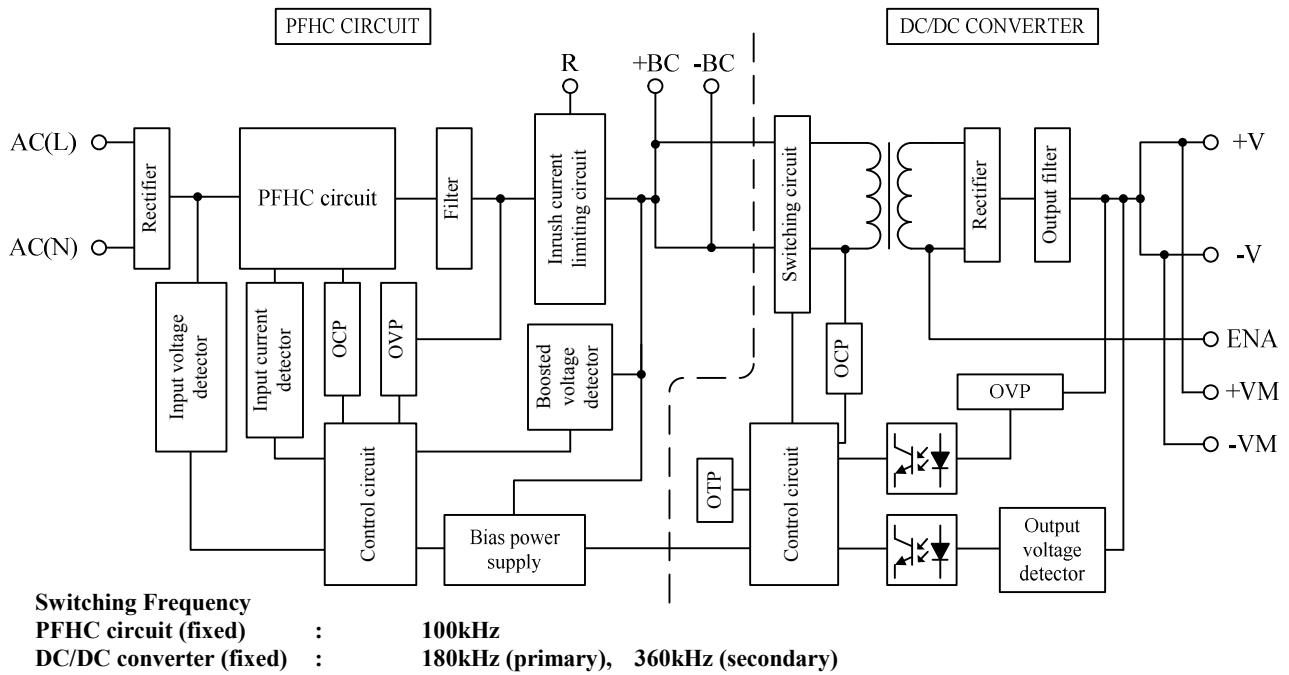 PFHC CIRCUIT
DC/DC CONVERTER
R
+BC
-BC
AC(L)
AC(N)
Rectifier
PFHC circuit
Filter
Inrush current
limiting circuit
Switching circuit
Rectifier
Output filter
+V
-V
ENA
+VM
-VM
Input voltage
detector
Input current
detector
OCP
OVP
Boosted
voltage
detector
OCP
OVP
Control circuit
Bias power
supply
OTP
Control circuit
Output
voltage
detector
Switching Frequency
PFHC circuit (fixed) : 100kHz
DC/DC converter (fixed) : 180kHz (primary), 360kHz (secondary)